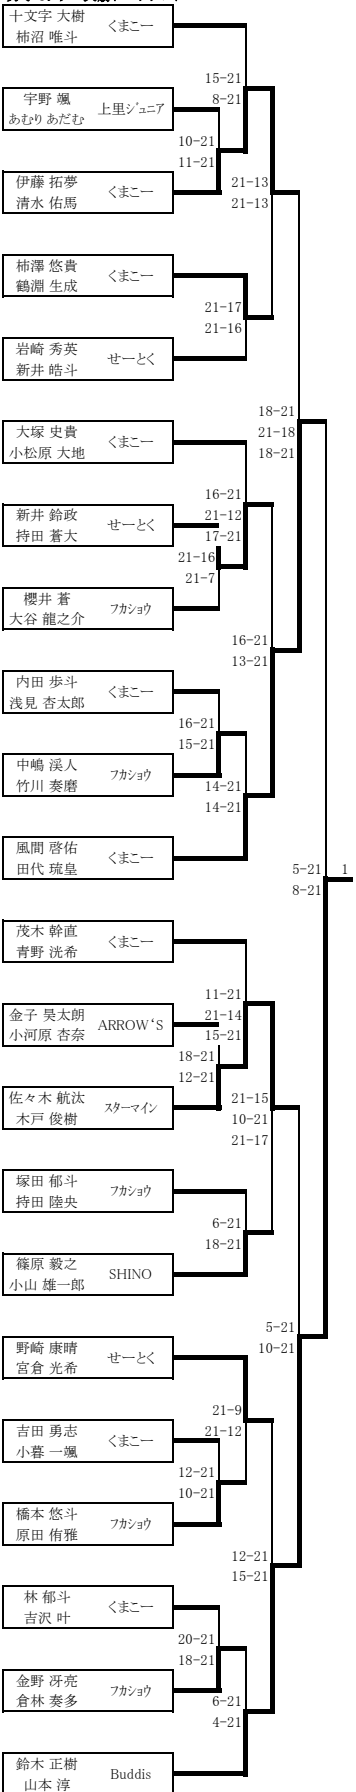 十文字 大樹
柿沼 唯斗
くまこー
15-21
8-21
宇野 颯
あむり あだむ
上里ジュニア
10-21
11-21
伊藤 拓夢
清水 佑馬
くまこー
21-13
21-13
柿澤 悠貴
鶴淵 生成
くまこー
21-17
21-16
岩崎 秀英
新井 皓斗
せーとく
18-21
21-18
18-21
大塚 史貴
小松原 大地
くまこー
16-21
21-12
17-21
新井 鈴政
持田 蒼大
せーとく
21-16
21-7
櫻井 蒼
大谷 龍之介
フカショウ
16-21
13-21
内田 歩斗
浅見 杏太郎
くまこー
16-21
15-21
中嶋 渓人
竹川 奏磨
フカショウ
14-21
14-21
風間 啓佑
田代 琉皇
くまこー
5-21
8-21
1
茂木 幹直
青野 洸希
くまこー
11-21
21-14
15-21
金子 昊太朗
小河原 杏奈
ARROW‘S
18-21
12-21
佐々木 航汰
木戸 俊樹
スターマイン
21-15
10-21
21-17
塚田 郁斗
持田 陸央
フカショウ
6-21
18-21
篠原 毅之
小山 雄一郎
SHINO
5-21
10-21
野崎 康晴
宮倉 光希
せーとく
21-9
21-12
吉田 勇志
小暮 一颯
くまこー
12-21
10-21
橋本 悠斗
原田 侑雅
フカショウ
12-21
15-21
林 郁斗
吉沢 叶
くまこー
20-21
18-21
金野 冴亮
倉林 奏多
フカショウ
6-21
4-21
鈴木 正樹
山本 淳
Buddis